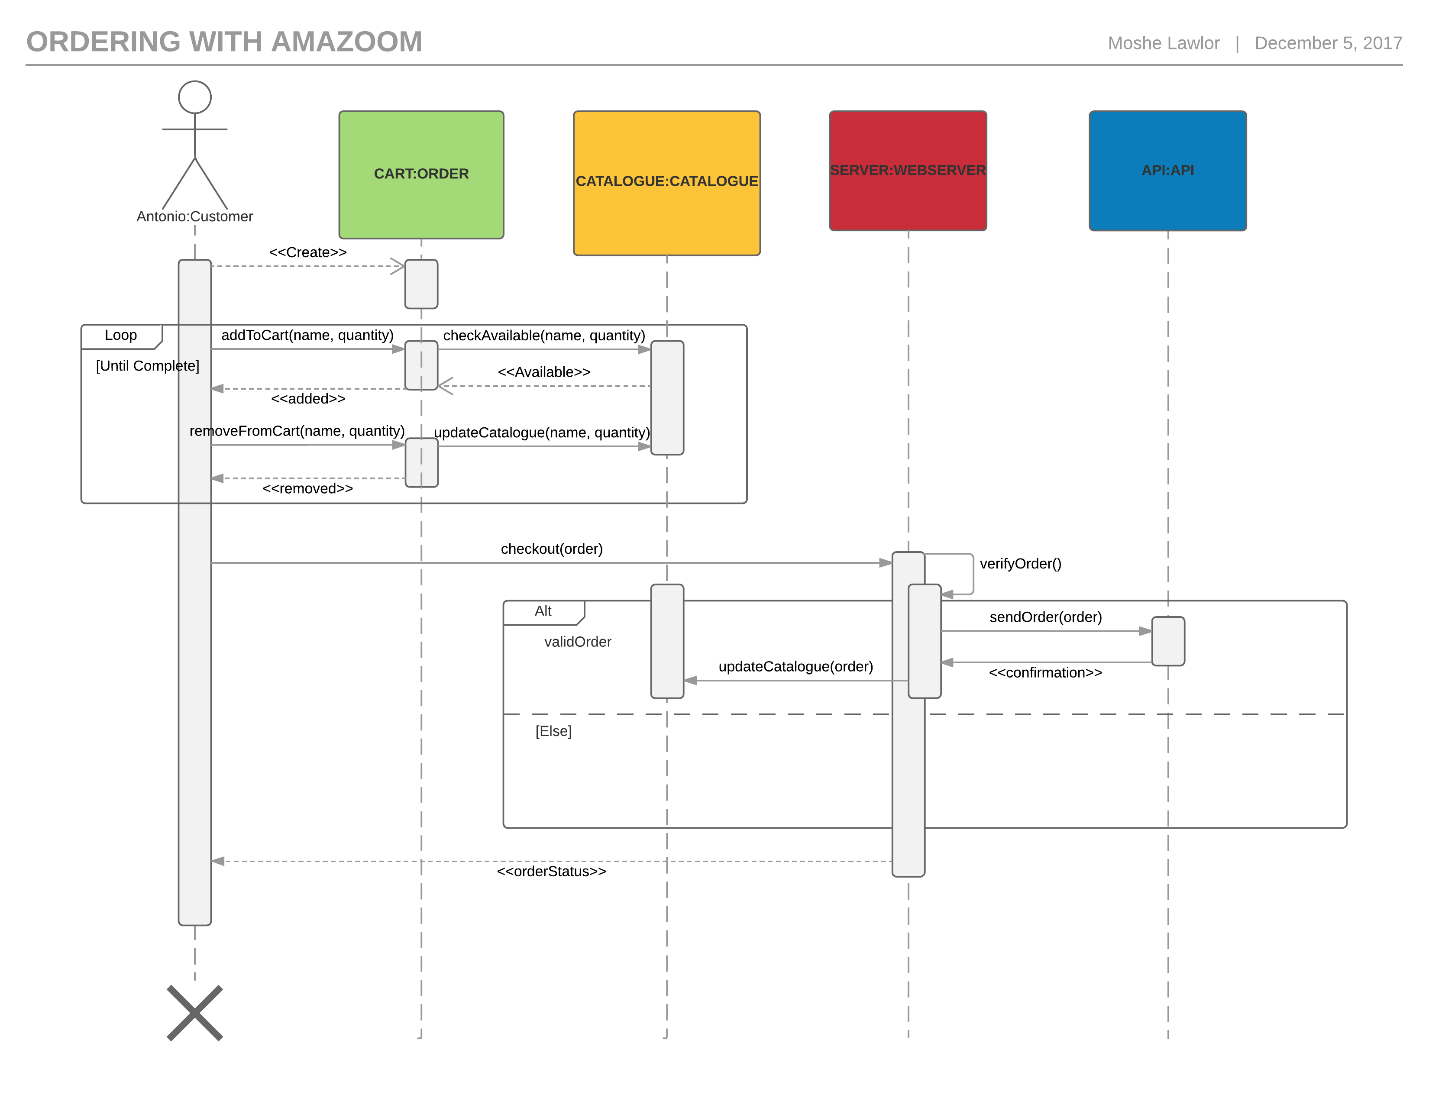 ORDERING WITH AMAZOOM
Moshe Lawlor | December 5, 2017
CART:ORDER
CATALOGUE:CATALOGUE
SERVER:WEBSERVER
API:API
Antonio:Customer
<<Create>>
Loop
addToCart(name, quantity)
checkAvailable(name, quantity)
[Until Complete]
<<Available>>
<<added>>
removeFromCart(name, quantity)
updateCatalogue(name, quantity)
<<removed>>
checkout(order)
verifyOrder()
Alt
sendOrder(order)
validOrder
updateCatalogue(order)
<<confirmation>>
[Else]
<<orderStatus>>